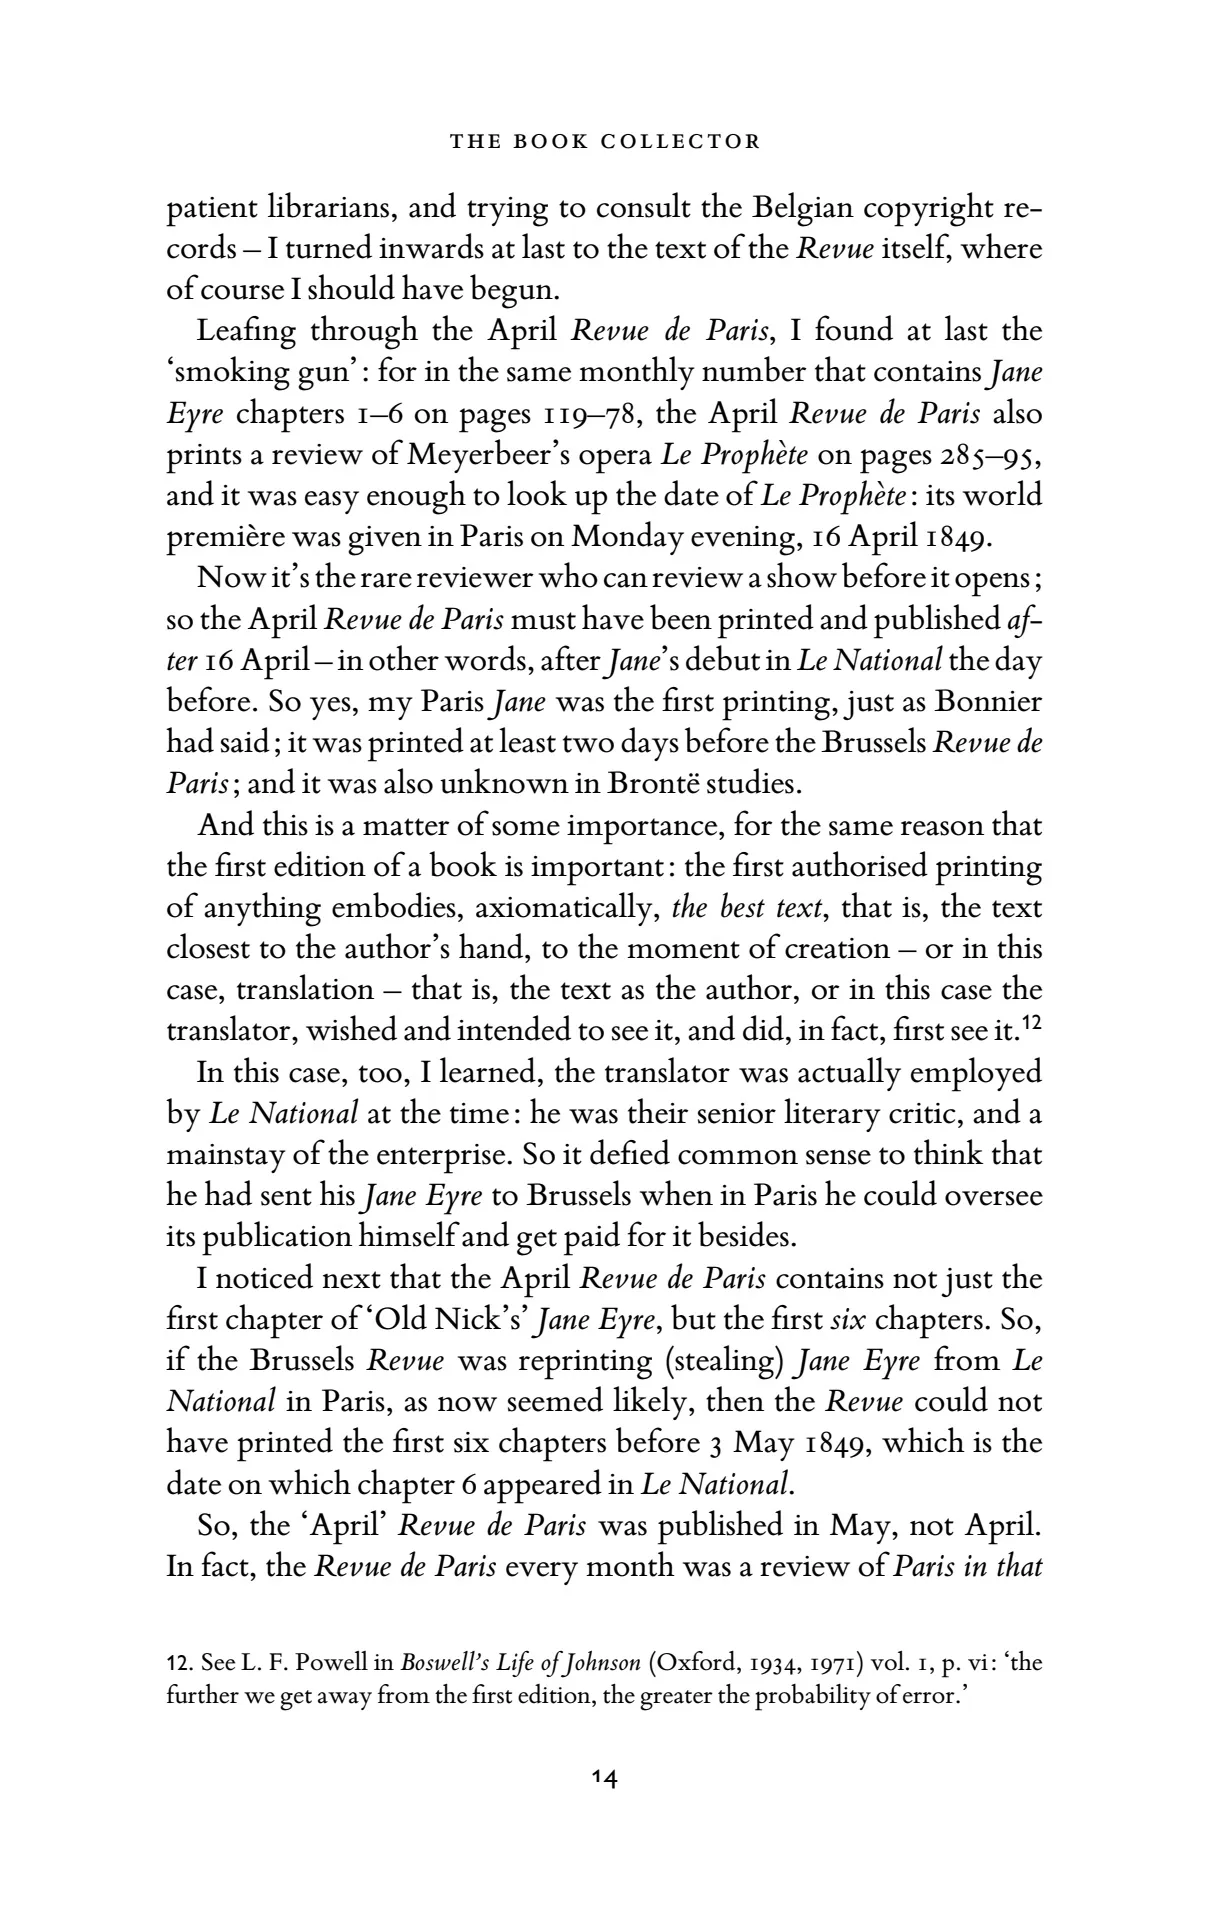 THE BOOK COLLECTOR
patient librarians, and trying to consult the Belgian copyright re-
cords – I turned inwards at last to the text of the Revue itself, where
of course I should have begun.
Leafing through the April Revue de Paris, I found at last the
‘smoking gun’: for in the same monthly number that contains Jane
Eyre chapters 1–6 on pages 119–78, the April Revue de Paris also
prints a review of Meyerbeer’s opera Le Prophète on pages 285–95,
and it was easy enough to look up the date of Le Prophète: its world
première was given in Paris on Monday evening, 16 April 1849.
Now it’s the rare reviewer who can review a show before it opens;
so the April Revue de Paris must have been printed and published af-
ter 16 April – in other words, after Jane’s debut in Le National the day
before. So yes, my Paris Jane was the first printing, just as Bonnier
had said; it was printed at least two days before the Brussels Revue de
Paris; and it was also unknown in Brontë studies.
And this is a matter of some importance, for the same reason that
the first edition of a book is important: the first authorised printing
of anything embodies, axiomatically, the best text, that is, the text
closest to the author’s hand, to the moment of creation – or in this
case, translation – that is, the text as the author, or in this case the
translator, wished and intended to see it, and did, in fact, first see it.12
In this case, too, I learned, the translator was actually employed
by Le National at the time: he was their senior literary critic, and a
mainstay of the enterprise. So it defied common sense to think that
he had sent his Jane Eyre to Brussels when in Paris he could oversee
its publication himself and get paid for it besides.
I noticed next that the April Revue de Paris contains not just the
first chapter of ‘Old Nick’s’ Jane Eyre, but the first six chapters. So,
if the Brussels Revue was reprinting (stealing) Jane Eyre from Le
National in Paris, as now seemed likely, then the Revue could not
have printed the first six chapters before 3 May 1849, which is the
date on which chapter 6 appeared in Le National.
So, the ‘April’ Revue de Paris was published in May, not April.
In fact, the Revue de Paris every month was a review of Paris in that
12. See L. F. Powell in Boswell’s Life of Johnson (Oxford, 1934, 1971) vol. 1, p. vi: ‘the
further we get away from the first edition, the greater the probability of error.’
14